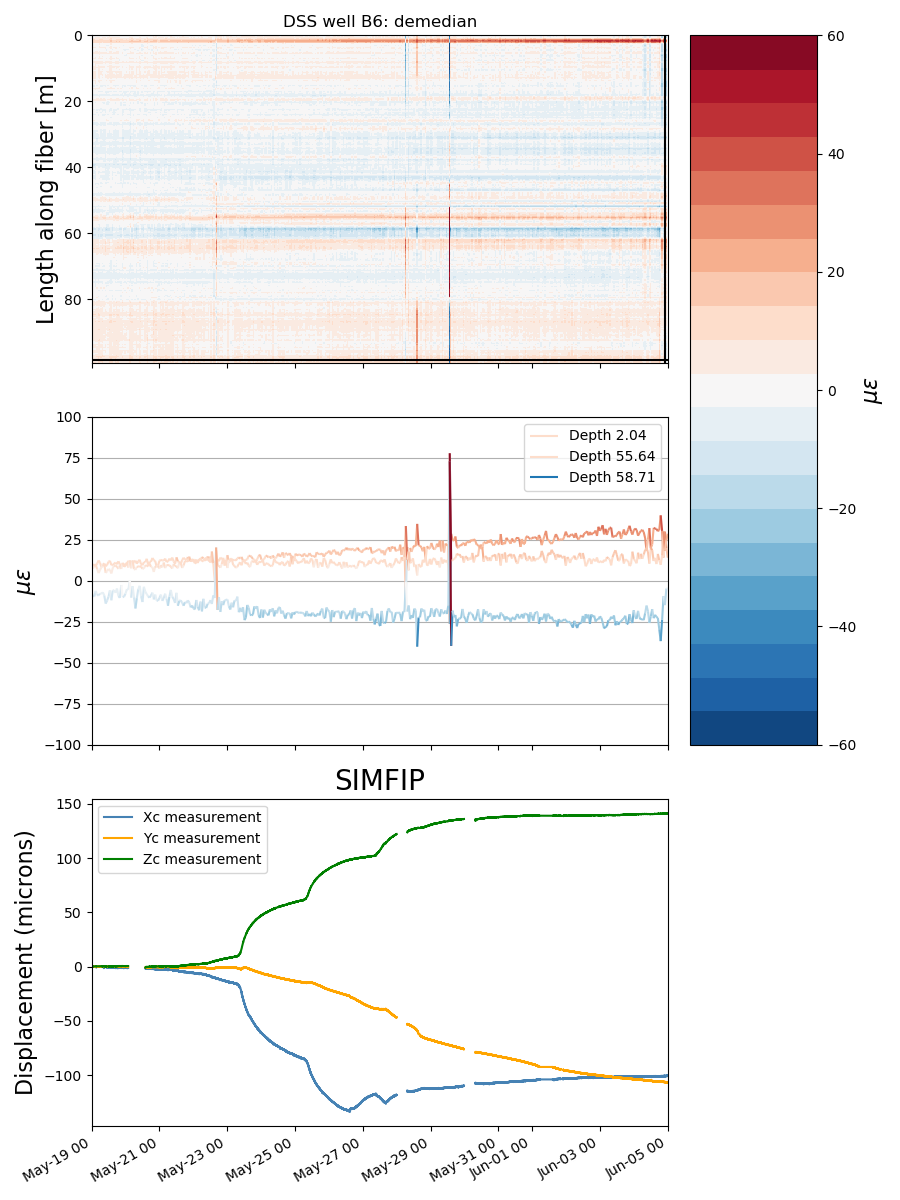 DSS well B6: demedian
Length along fiber [m]
0
20
40
60
80
60
40
20
0
−20
−40
−60
με
με
100
75
50
25
0
−25
−50
−75
−100
Depth 2.04
Depth 55.64
Depth 58.71
SIMFIP
Displacement (microns)
150
100
50
0
−50
−100
Xc measurement
Yc measurement
Zc measurement
May-19 00
May-21 00
May-23 00
May-25 00
May-27 00
May-29 00
May-31 00
Jun-01 00
Jun-03 00
Jun-05 00